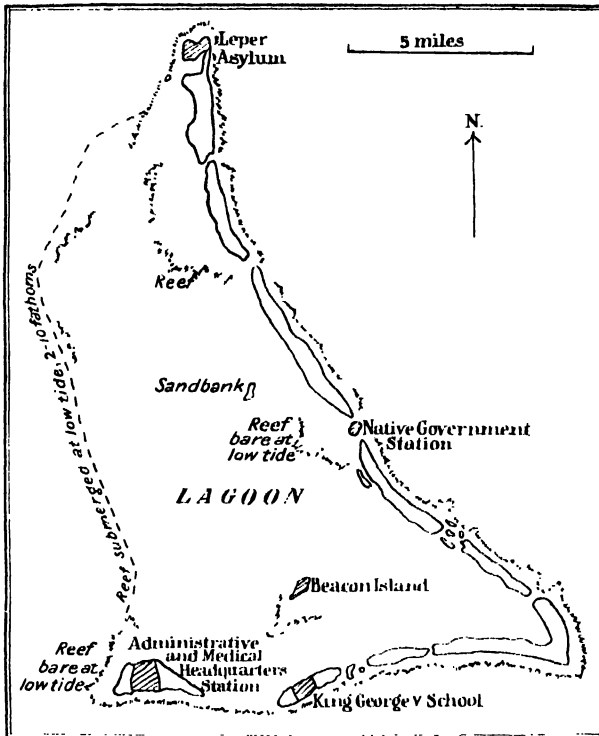 Leper
Asylum
5 miles
N.
Reef
Reef submerged at low tide, 2-10 fathoms
Sandbank
Reef
bare at
low tide
Native Government
Station
LAGOON
Beacon Island
Administrative
and Medical
Headquarters
Station
Reef
bare at
low tide
King George V School